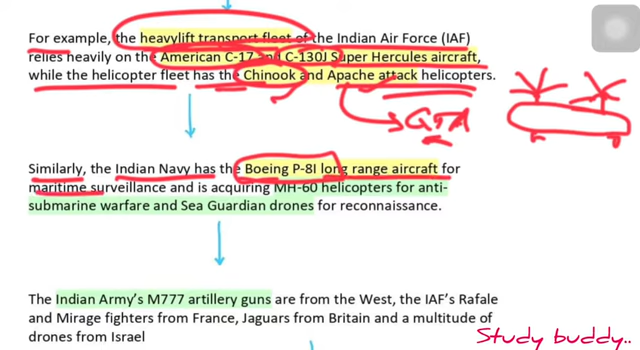 For example, the heavylift transport fleet of the Indian Air Force (IAF)
relies heavily on the American C-17 and C-130J Super Hercules aircraft,
while the helicopter fleet has the Chinook and Apache attack helicopters.
GTA
Similarly, the Indian Navy has the Boeing P-8I long range aircraft for
maritime surveillance and is acquiring MH-60 helicopters for anti-
submarine warfare and Sea Guardian drones for reconnaissance.
The Indian Army's M777 artillery guns are from the West, the IAF's Rafale
and Mirage fighters from France, Jaguars from Britain and a multitude of
drones from Israel
Study buddy..